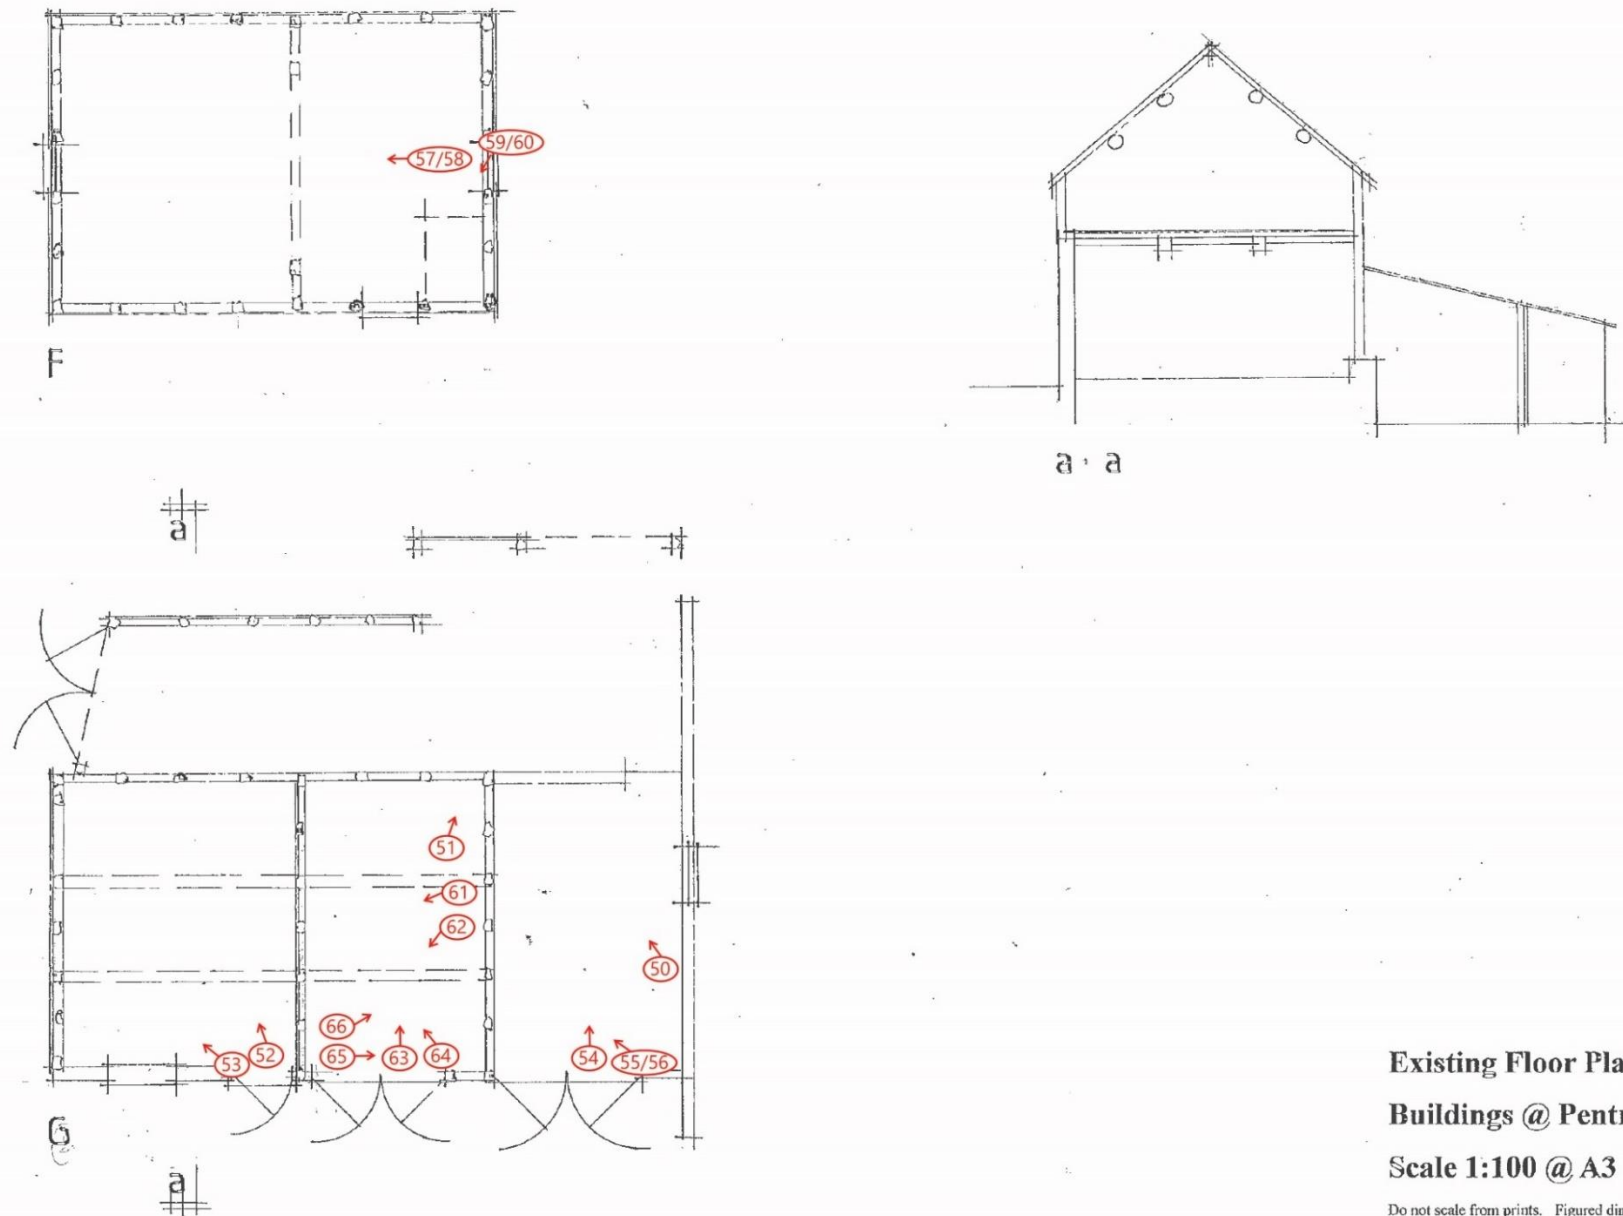 59/60
57/58
F
a · a
a
51
61
62
50
66
53
52
65
63
64
54
55/56
G
a
Existing Floor Pla
Buildings @ Pent
Scale 1:100 @ A3
Do not scale from prints. Figured di